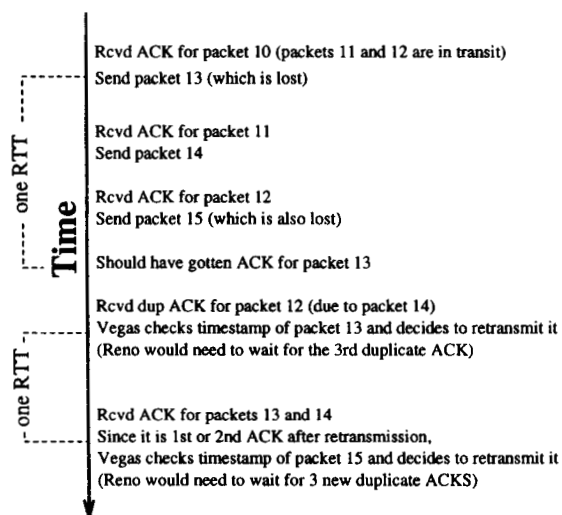 Rcvd ACK for packet 10 (packets 11 and 12 are in transit)
Send packet 13 (which is lost)
one RTT
Time
Rcvd ACK for packet 11
Send packet 14
Rcvd ACK for packet 12
Send packet 15 (which is also lost)
Should have gotten ACK for packet 13
Rcvd dup ACK for packet 12 (due to packet 14)
Vegas checks timestamp of packet 13 and decides to retransmit it
(Reno would need to wait for the 3rd duplicate ACK)
one RTT
Rcvd ACK for packets 13 and 14
Since it is 1st or 2nd ACK after retransmission,
Vegas checks timestamp of packet 15 and decides to retransmit it
(Reno would need to wait for 3 new duplicate ACKS)